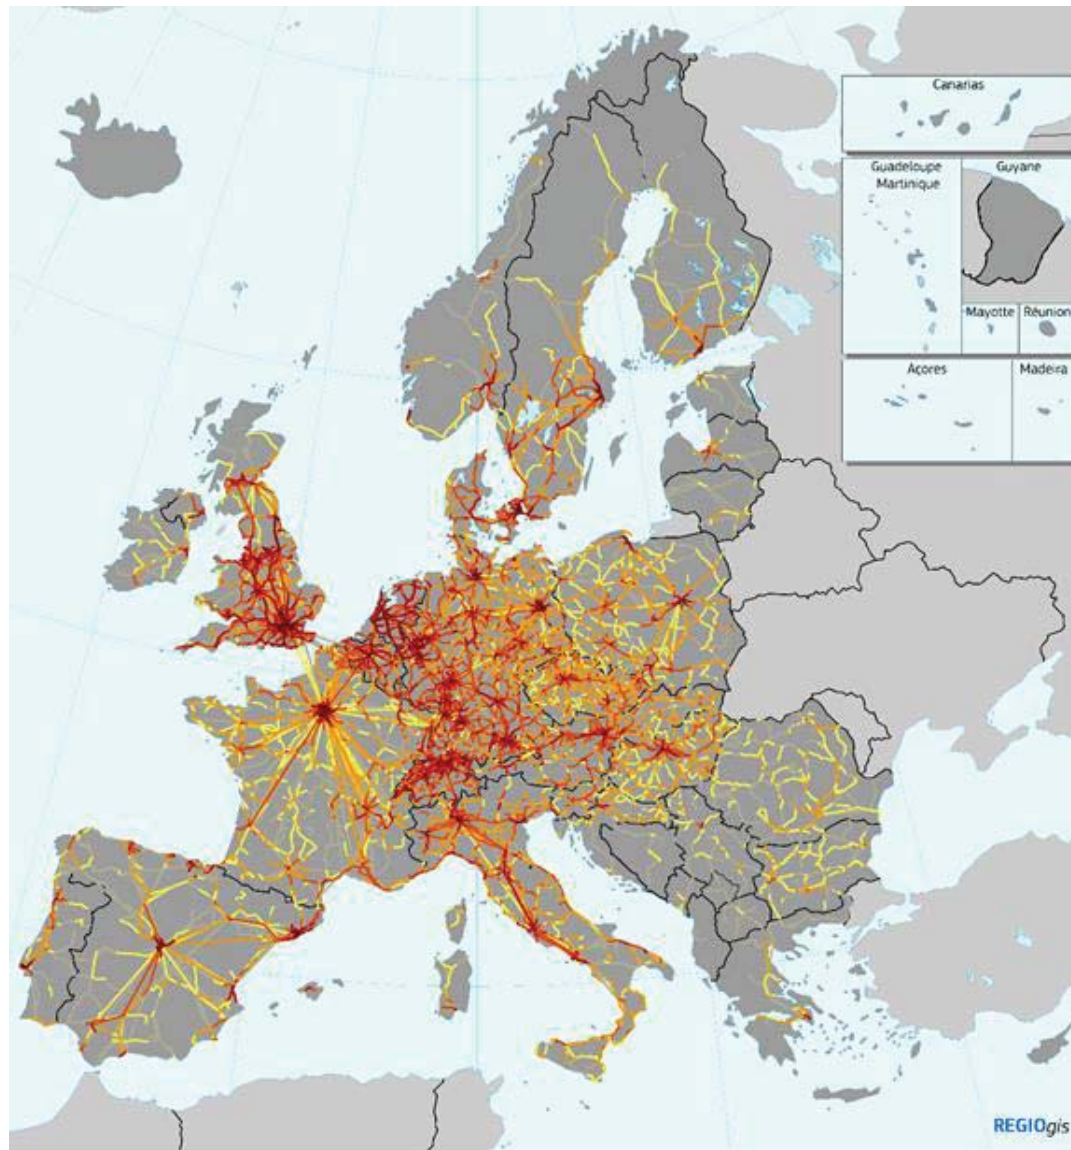 Canarias
Guadeloupe
Martinique
Guyane
Mayotte
Réunion
Açores
Madeira
REGIOgis